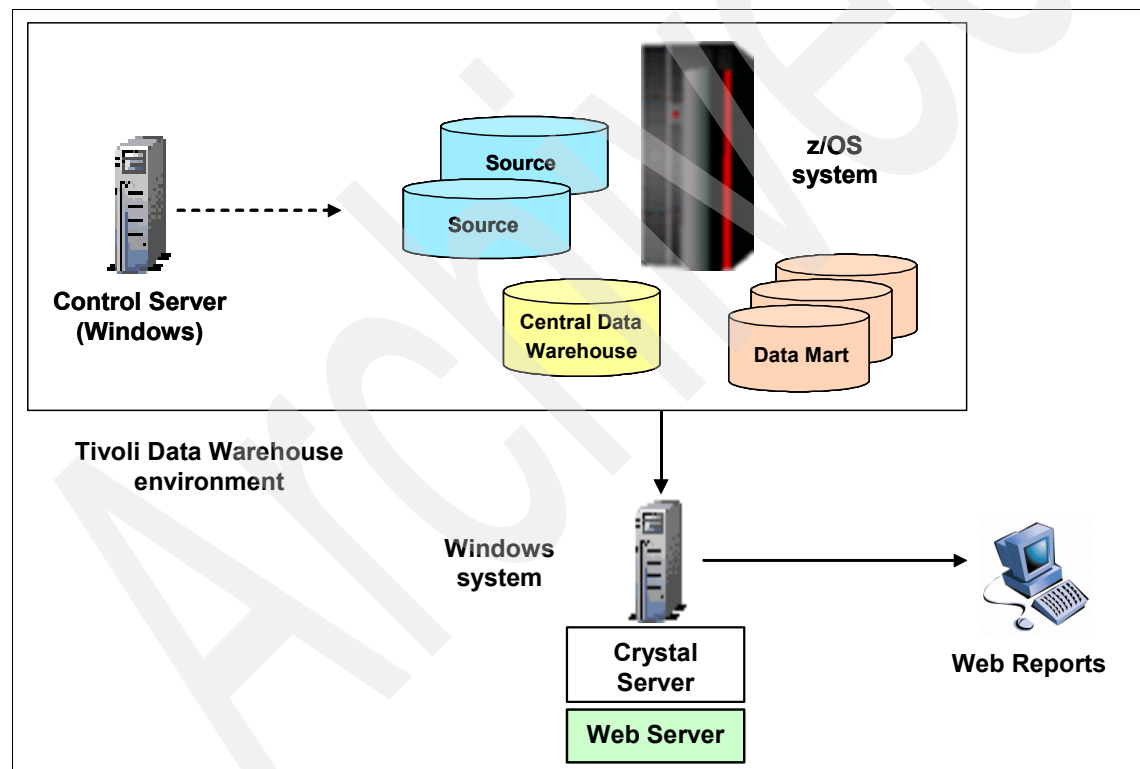 z/OS
system
Source
Source
Control Server
(Windows)
Central Data
Warehouse
Data Mart
Tivoli Data Warehouse
environment
Windows
system
Crystal
Server
Web Server
Web Reports
Archived